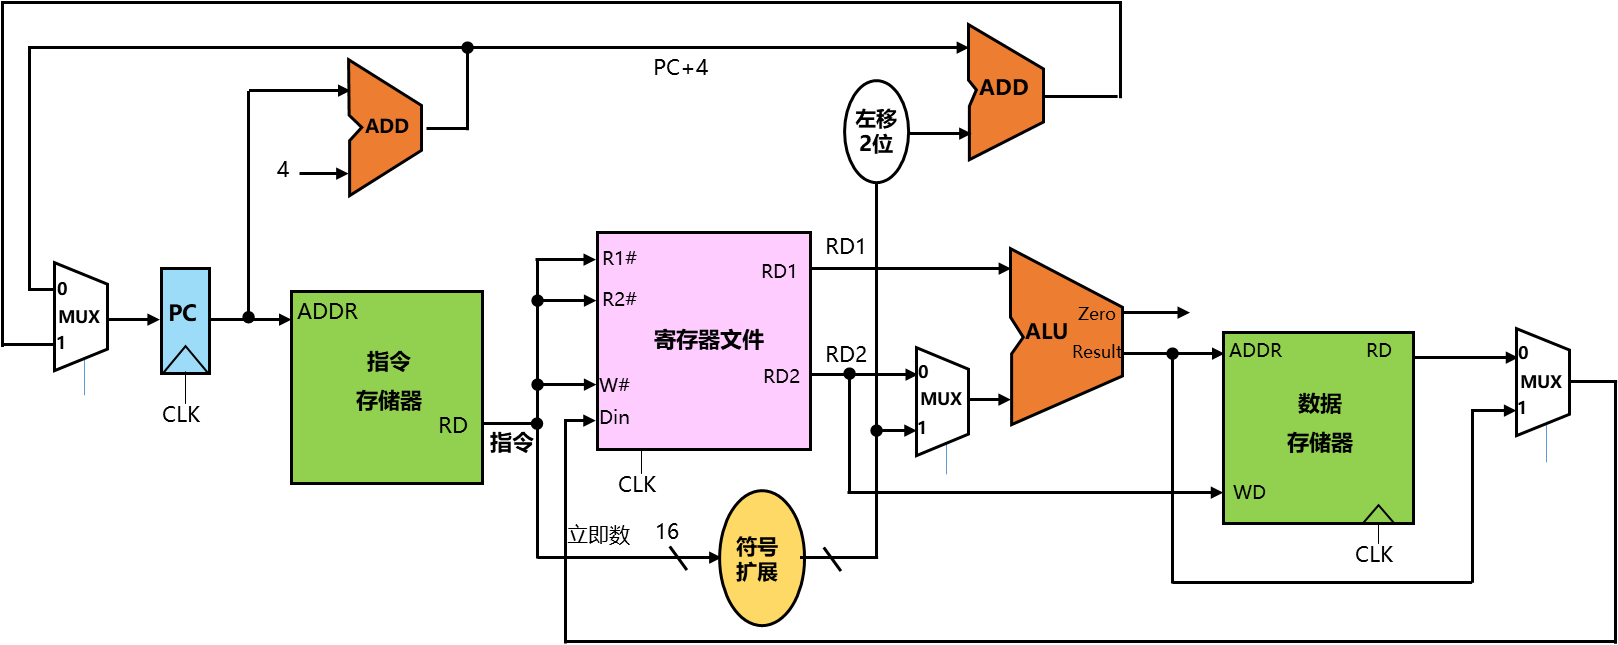 PC+4
ADD
左移
2位
ADD
4
0
MUX
1
PC
CLK
ADDR
指令
存储器
RD
指令
R1#
R2#
W#
Din
RD1
寄存器文件
RD2
CLK
RD1
RD2
0
MUX
1
Zero
ALU
Result
ADDR
RD
数据
存储器
WD
CLK
0
MUX
1
立即数
16
符号
扩展